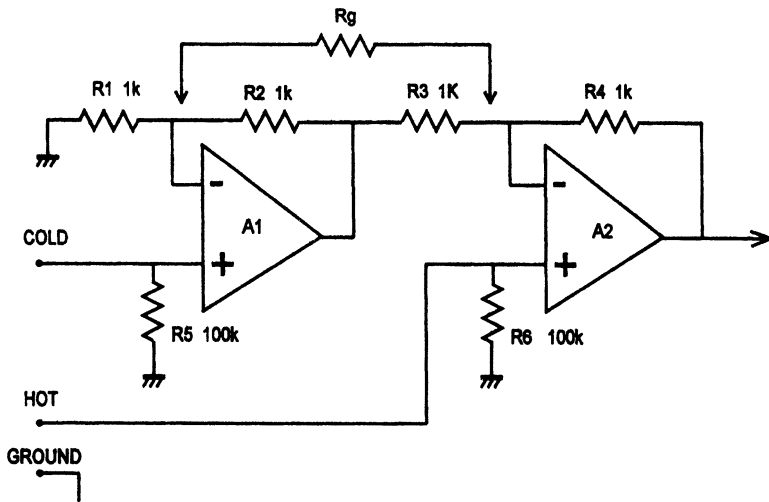 Rg
R1 1k
R2 1k
R3 1K
R4 1k
-
-
A1
A2
COLD
+
+
R5 100k
R6 100k
HOT
GROUND